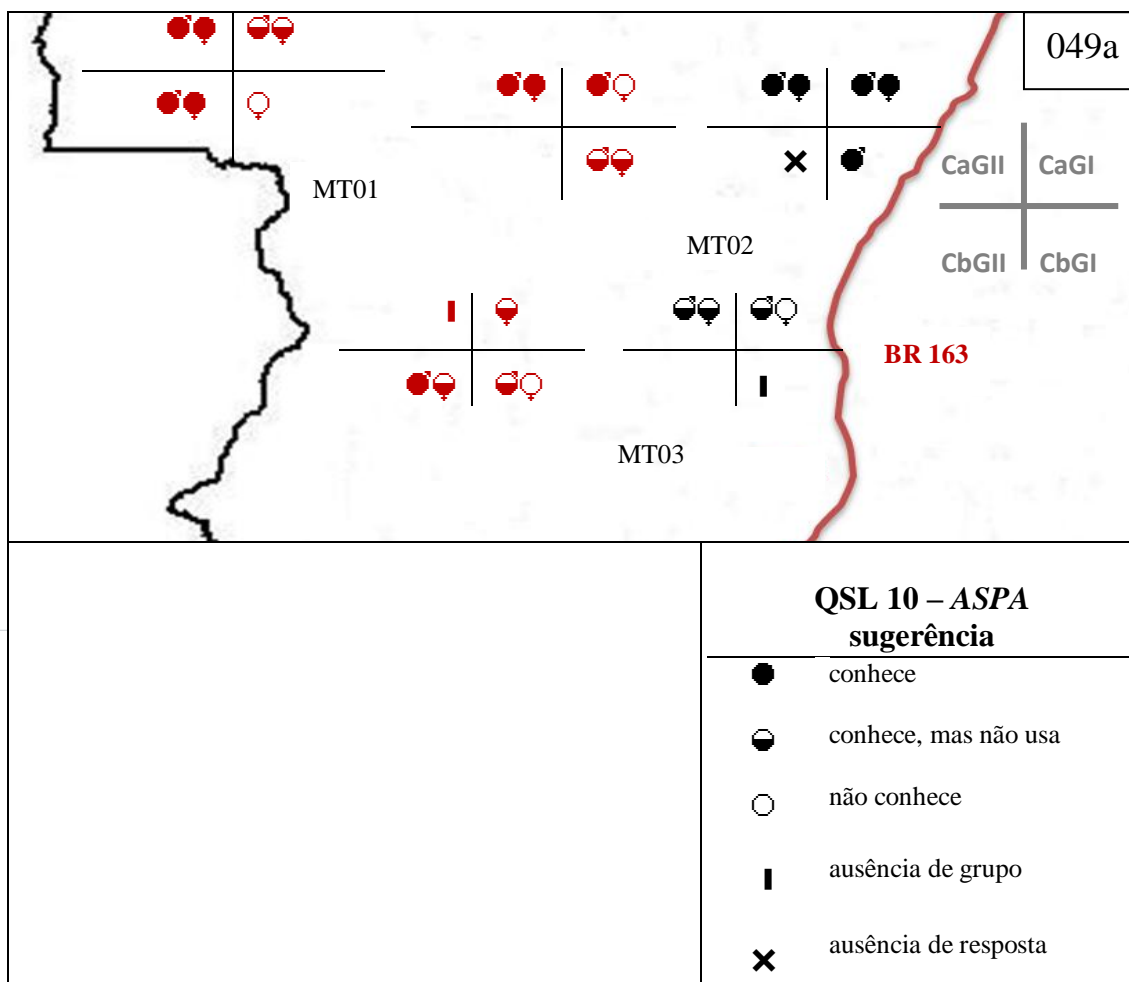 049a
CaGII CaGI
MT01
MT02
CbGII CbGI
BR 163
MT03
QSL 10 – ASPA
sugerência
conhece
conhece, mas não usa
não conhece
ausência de grupo
ausência de resposta